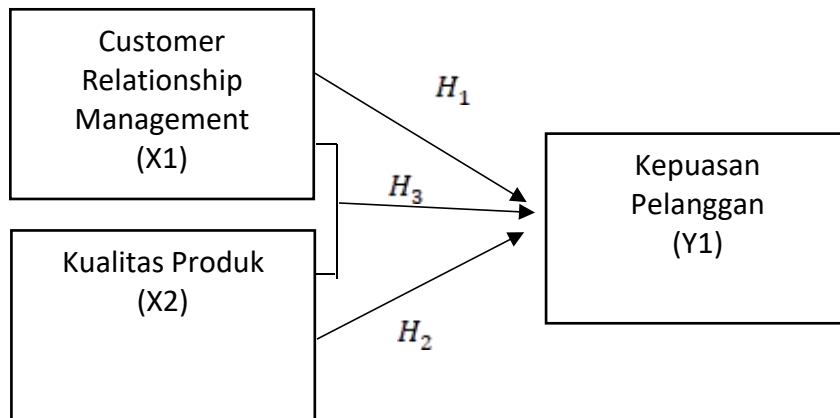 Customer
Relationship
Management
(X1)
H₁
Kepuasan
Pelanggan
(Y1)
H₃
Kualitas Produk
(X2)
H₂